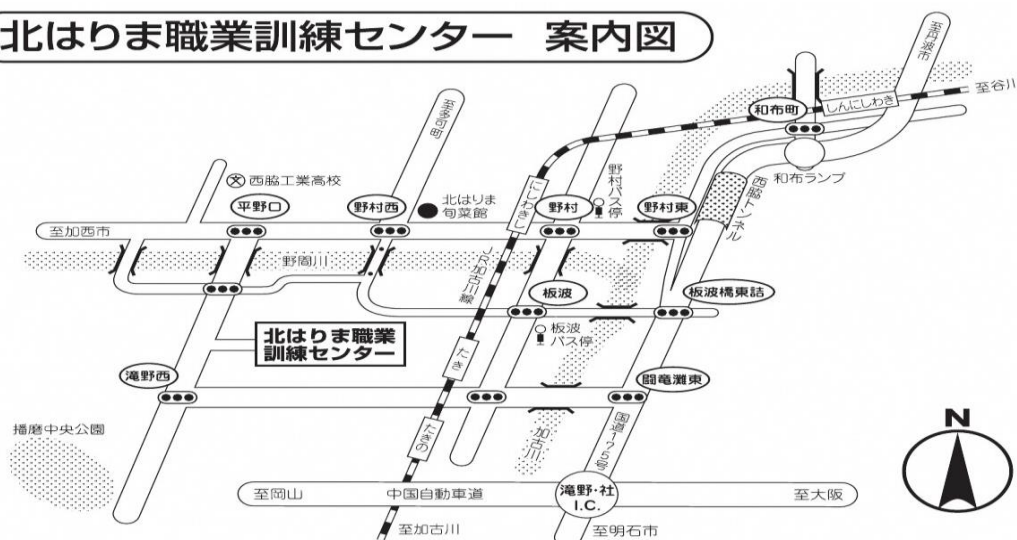 北はりま職業訓練センター 案内図
至丹波市
至谷川
しんにしわき
和布町
和布ランプ
至多可町
西脇工業高校
平野口
野村西
北はりま
旬菜館
にしわきし
野村
野村バス停
野村東
西脇トンネル
至加西市
野間川
JR加古川線
板波
板波橋東詰
板波
バス停
北はりま職業
訓練センター
たき
滝野西
闘竜灘東
播磨中央公園
たきの
加古川
国道175号
N
至岡山
中国自動車道
滝野・社
I.C.
至大阪
至加古川
至明石市